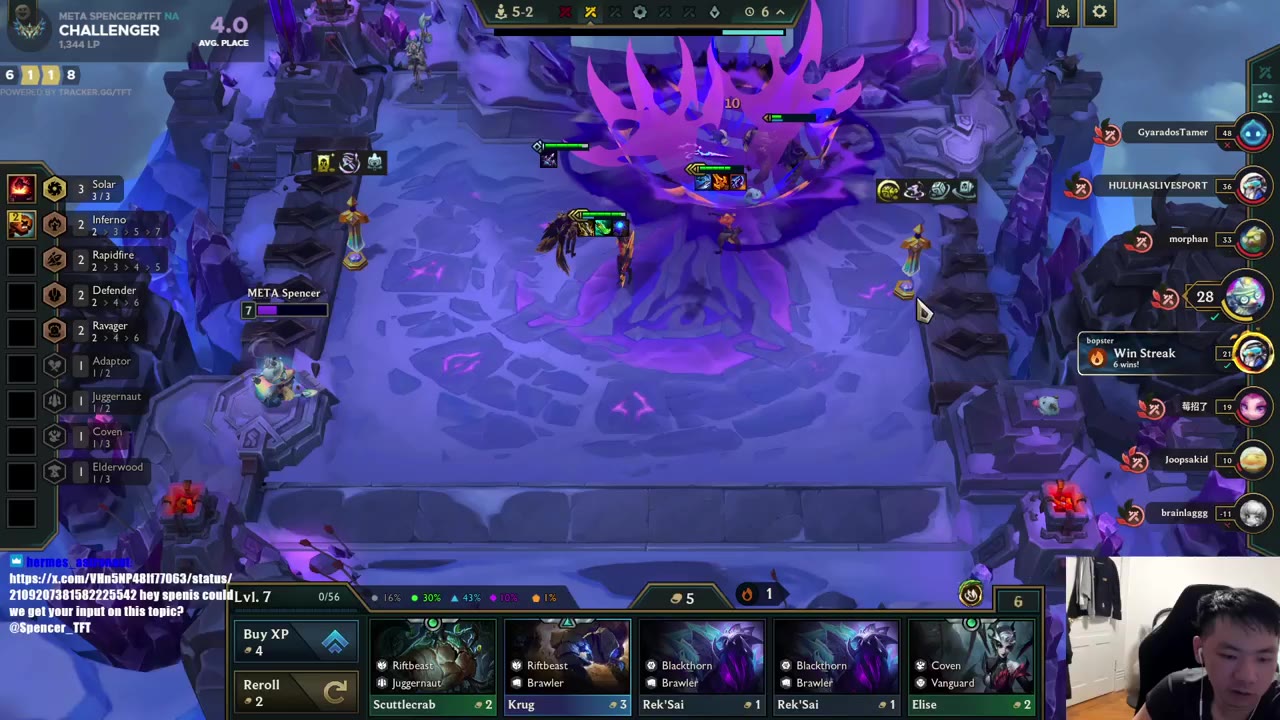 META SPENCER#TFT NA
CHALLENGER
1,344 LP
4.0
AVG. PLACE
6 1 1 8
POWERED BY TRACKER.GG/TFT
5-2
6
10
GyaradosTamer 48
HULUHASLIVESPORT 36
morphan 33
28
bopster
Win Streak
6 wins!
21
莓招了 19
Joopsakid 10
brainlaggg -11
3 Solar
3 / 3
2 Inferno
2 > 3 > 5 > 7
2 Rapidfire
2 > 3 > 4 > 5
2 Defender
2 > 4 > 6
2 Ravager
2 > 4 > 6
1 Adaptor
1 / 2
1 Juggernaut
1 / 2
1 Coven
1 / 3
1 Elderwood
1 / 3
META Spencer
7
hermes_astronaut:
https://x.com/VHn5NP48lf77063/status/
2109207381582225542 hey spenis could
we get your input on this topic?
@Spencer_TFT
Lvl. 7
0/56
16% 30% 43% 10% 1%
5
1
6
Buy XP
4
Reroll
2
Riftbeast
Juggernaut
Scuttlecrab 2
Riftbeast
Brawler
Krug 3
Blackthorn
Brawler
Rek'Sai 1
Blackthorn
Brawler
Rek'Sai 1
Coven
Vanguard
Elise 2